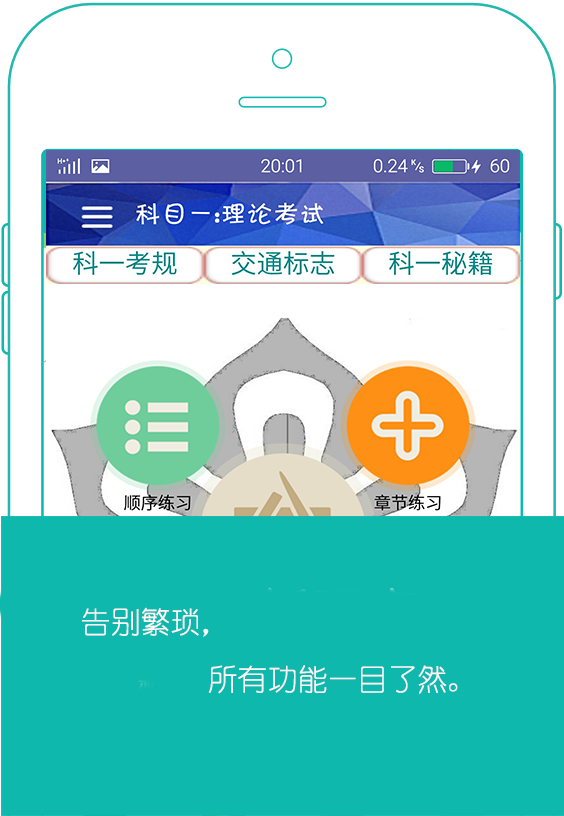 20:01 0.24 K/s 60
科目一:理论考试
科一考规 交通标志 科一秘籍
顺序练习 章节练习
告别繁琐，
所有功能一目了然。